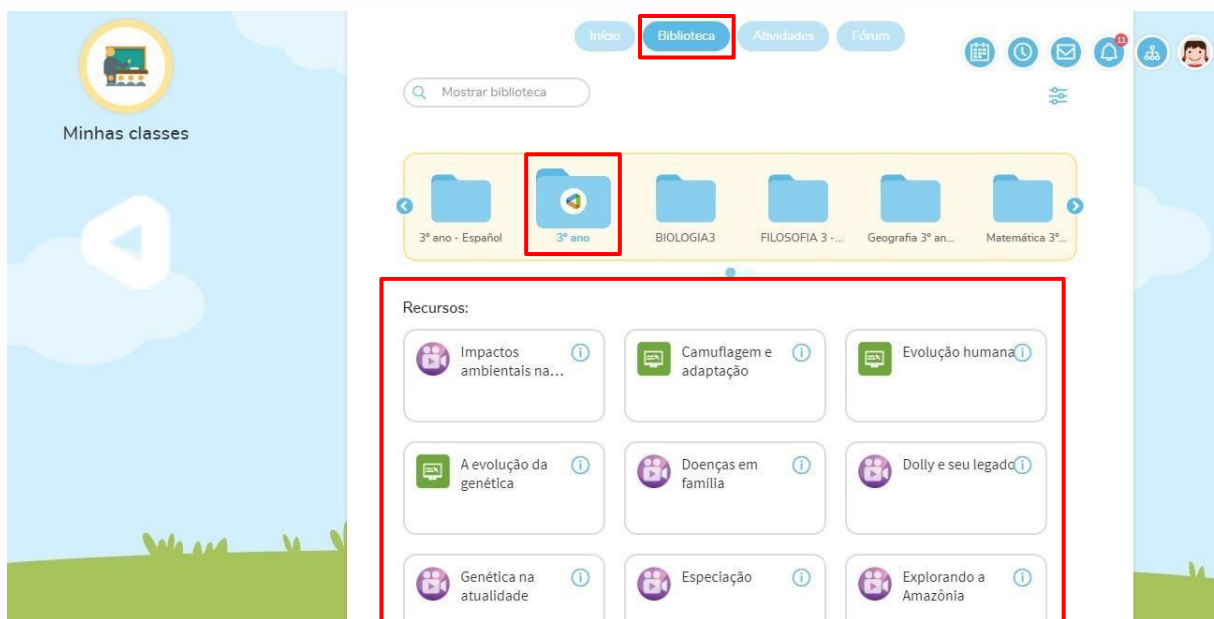 Início
Biblioteca
Atividades
Fórum
11
Mostrar biblioteca
Minhas classes
3º ano - Español
3º ano
BIOLOGIA3
FILOSOFIA 3 -...
Geografia 3º an...
Matemática 3º...
Recursos:
Impactos
ambientais na...
Camuflagem e
adaptação
Evolução humana
A evolução da
genética
Doenças em
família
Dolly e seu legado
Genética na
atualidade
Especiação
Explorando a
Amazônia